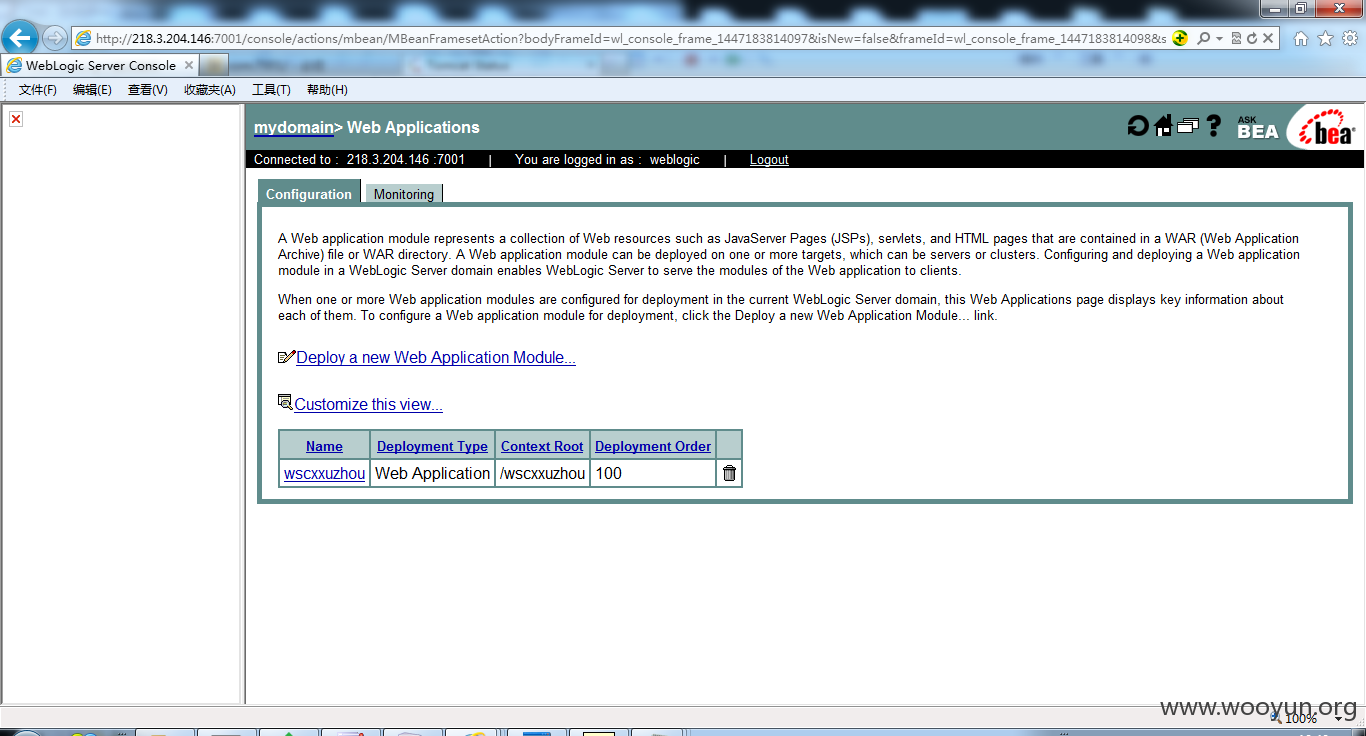 http://218.3.204.146:7001/console/actions/mbean/MBeanFramesetAction?bodyFrameId=wl_console_frame_1447183814097&isNew=false&frameId=wl_console_frame_1447183814098&s
WebLogic Server Console
文件(F) 编辑(E) 查看(V) 收藏夹(A) 工具(T) 帮助(H)
mydomain> Web Applications
ASK BEA
bea
Connected to : 218.3.204.146 :7001 | You are logged in as : weblogic | Logout
Configuration Monitoring
A Web application module represents a collection of Web resources such as JavaServer Pages (JSPs), servlets, and HTML pages that are contained in a WAR (Web Application
Archive) file or WAR directory. A Web application module can be deployed on one or more targets, which can be servers or clusters. Configuring and deploying a Web application
module in a WebLogic Server domain enables WebLogic Server to serve the modules of the Web application to clients.
When one or more Web application modules are configured for deployment in the current WebLogic Server domain, this Web Applications page displays key information about
each of them. To configure a Web application module for deployment, click the Deploy a new Web Application Module... link.
Deploy a new Web Application Module...
Customize this view...
Name Deployment Type Context Root Deployment Order
wscxxuzhou Web Application /wscxxuzhou 100
www.wooyun.org
100%